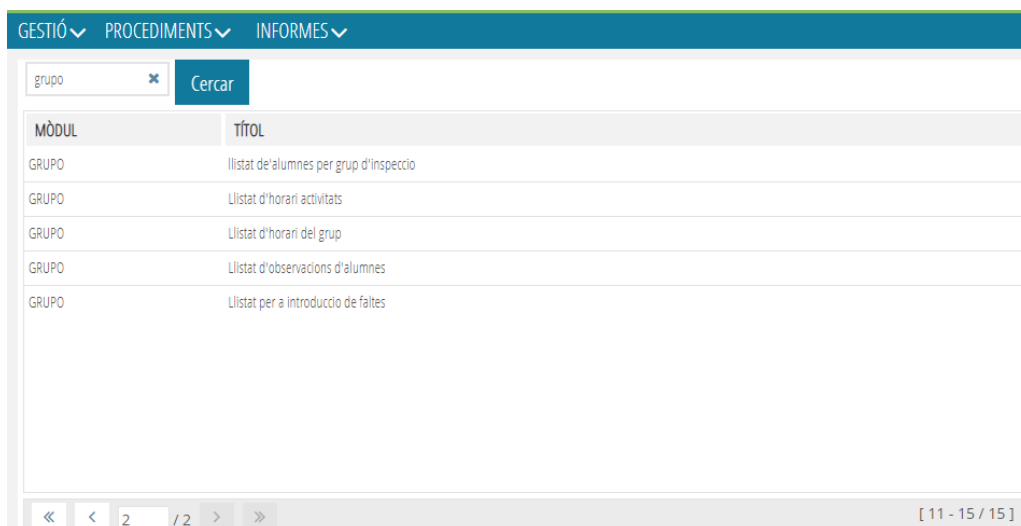 GESTIÓ PROCEDIMENTS INFORMES
grupo Cercar
MÒDUL TÍTOL
GRUPO llistat de'alumnes per grup d'inspeccio
GRUPO Llistat d'horari activitats
GRUPO Llistat d'horari del grup
GRUPO Llistat d'observacions d'alumnes
GRUPO Llistat per a introduccio de faltes
« < 2 / 2 > » [ 11 - 15 / 15 ]